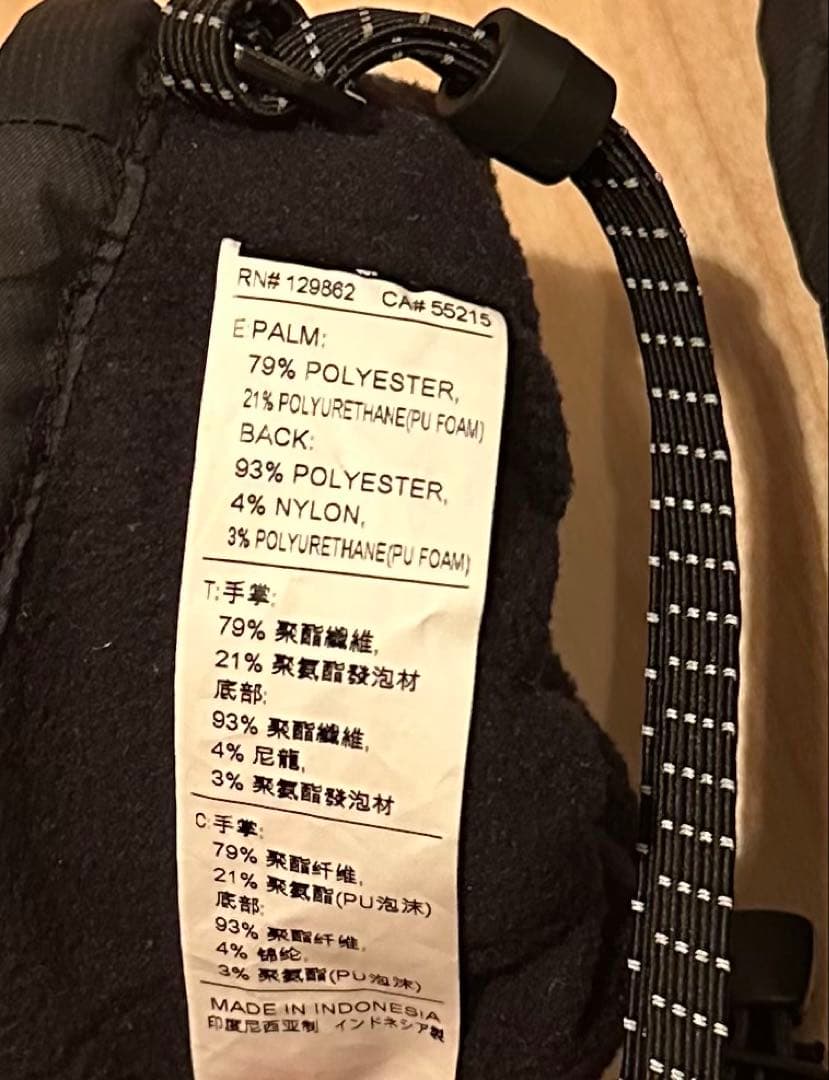 RN# 129862 CA# 55215
E:PALM:
79% POLYESTER,
21% POLYURETHANE(PU FOAM)
BACK:
93% POLYESTER,
4% NYLON,
3% POLYURETHANE(PU FOAM)
T:手掌:
79% 聚酯纖維,
21% 聚氨酯發泡材
底部:
93% 聚酯纖維,
4% 尼龍,
3% 聚氨酯發泡材
C:手掌:
79% 聚酯纤维,
21% 聚氨酯(PU泡沫)
底部:
93% 聚酯纤维,
4% 锦纶,
3% 聚氨酯(PU泡沫)
MADE IN INDONESIA
印度尼西亚制 インドネシア製